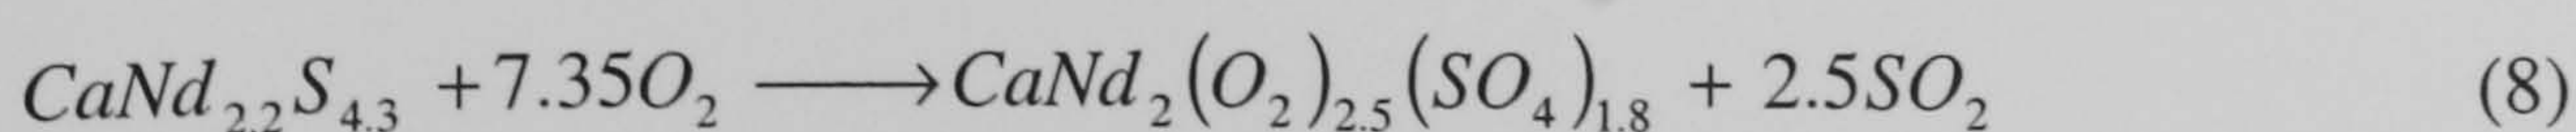 CaNd₂.₂S₄.₃ + 7.35O₂ ⟶ CaNd₂(O₂)₂.₅(SO₄)₁.₈ + 2.5SO₂ (8)